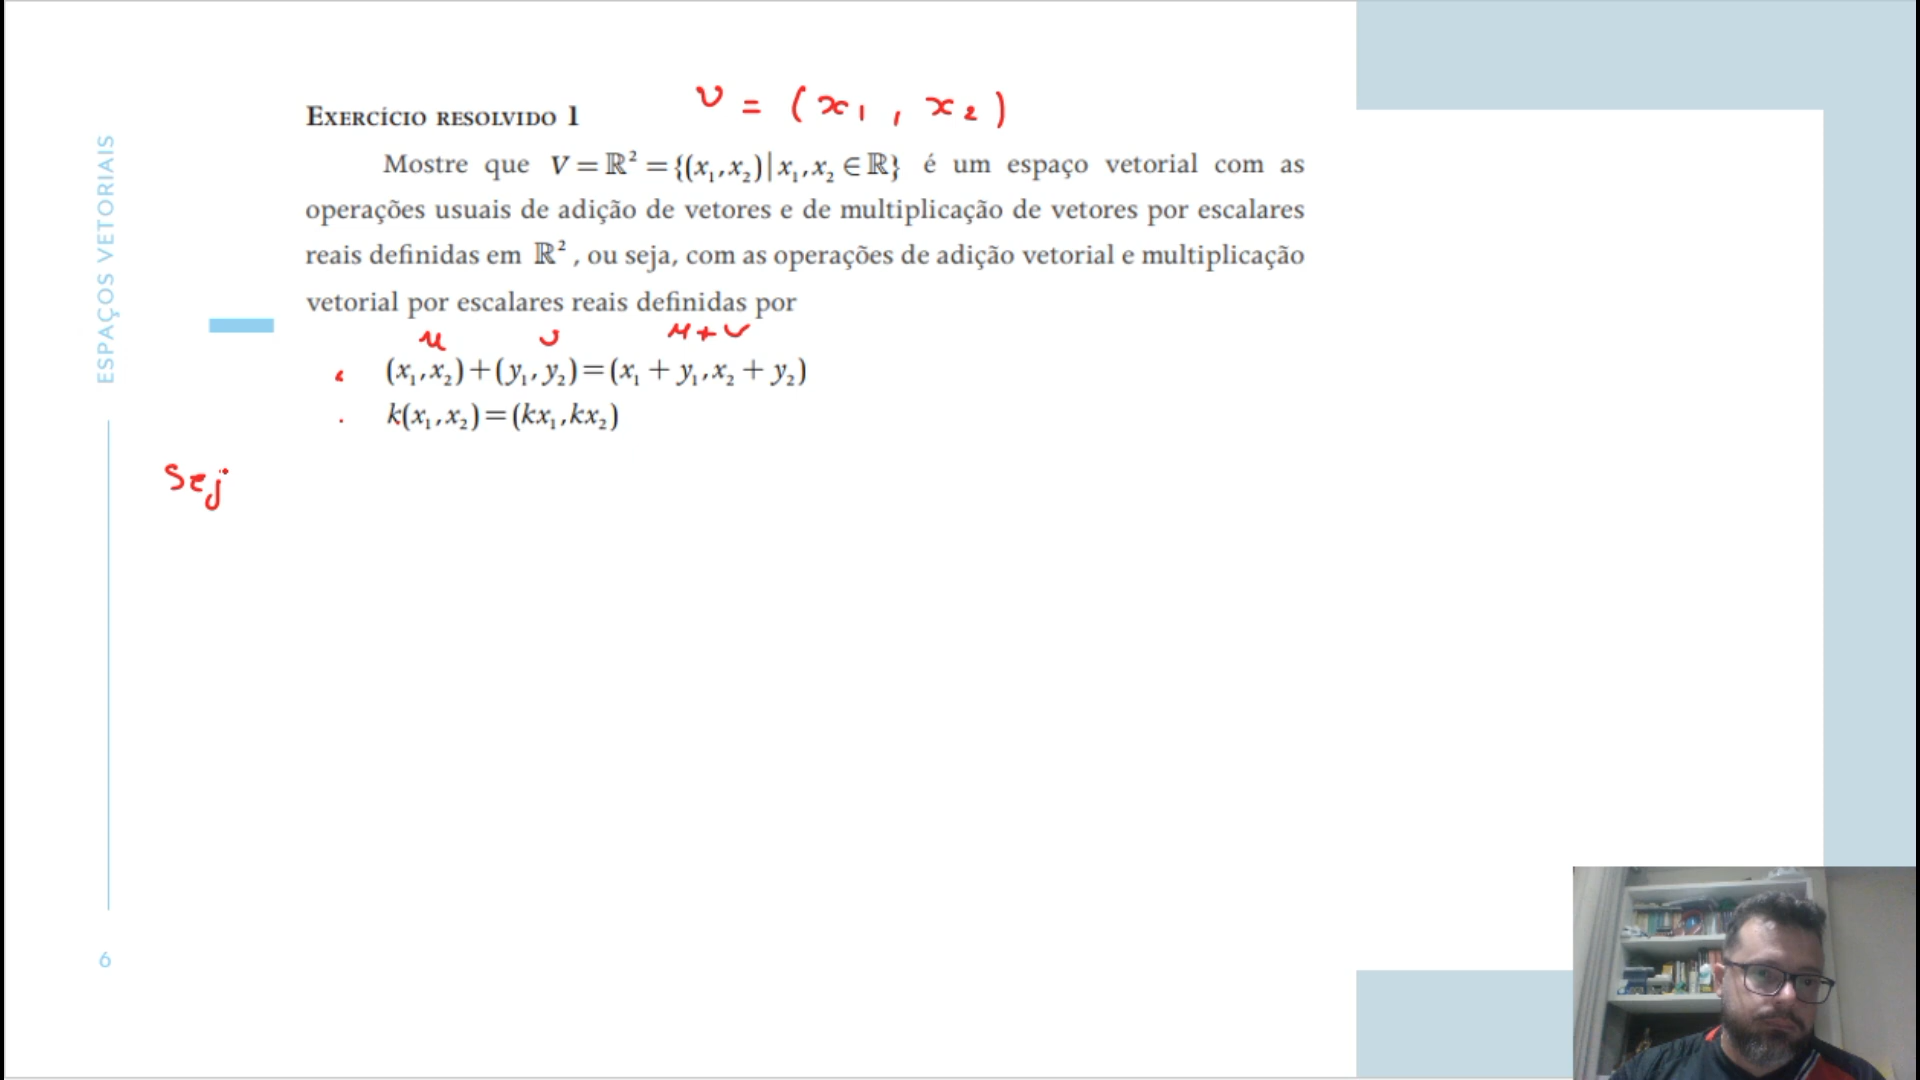 ESPAÇOS VETORIAIS
6
EXERCÍCIO RESOLVIDO 1
v = (x₁, x₂)
Mostre que V = ℝ² = {(x₁, x₂) | x₁, x₂ ∈ ℝ} é um espaço vetorial com as
operações usuais de adição de vetores e de multiplicação de vetores por escalares
reais definidas em ℝ², ou seja, com as operações de adição vetorial e multiplicação
vetorial por escalares reais definidas por
u v u+v
(x₁, x₂)+(y₁, y₂)=(x₁ + y₁, x₂ + y₂)
k(x₁, x₂)=(kx₁, kx₂)
Sej